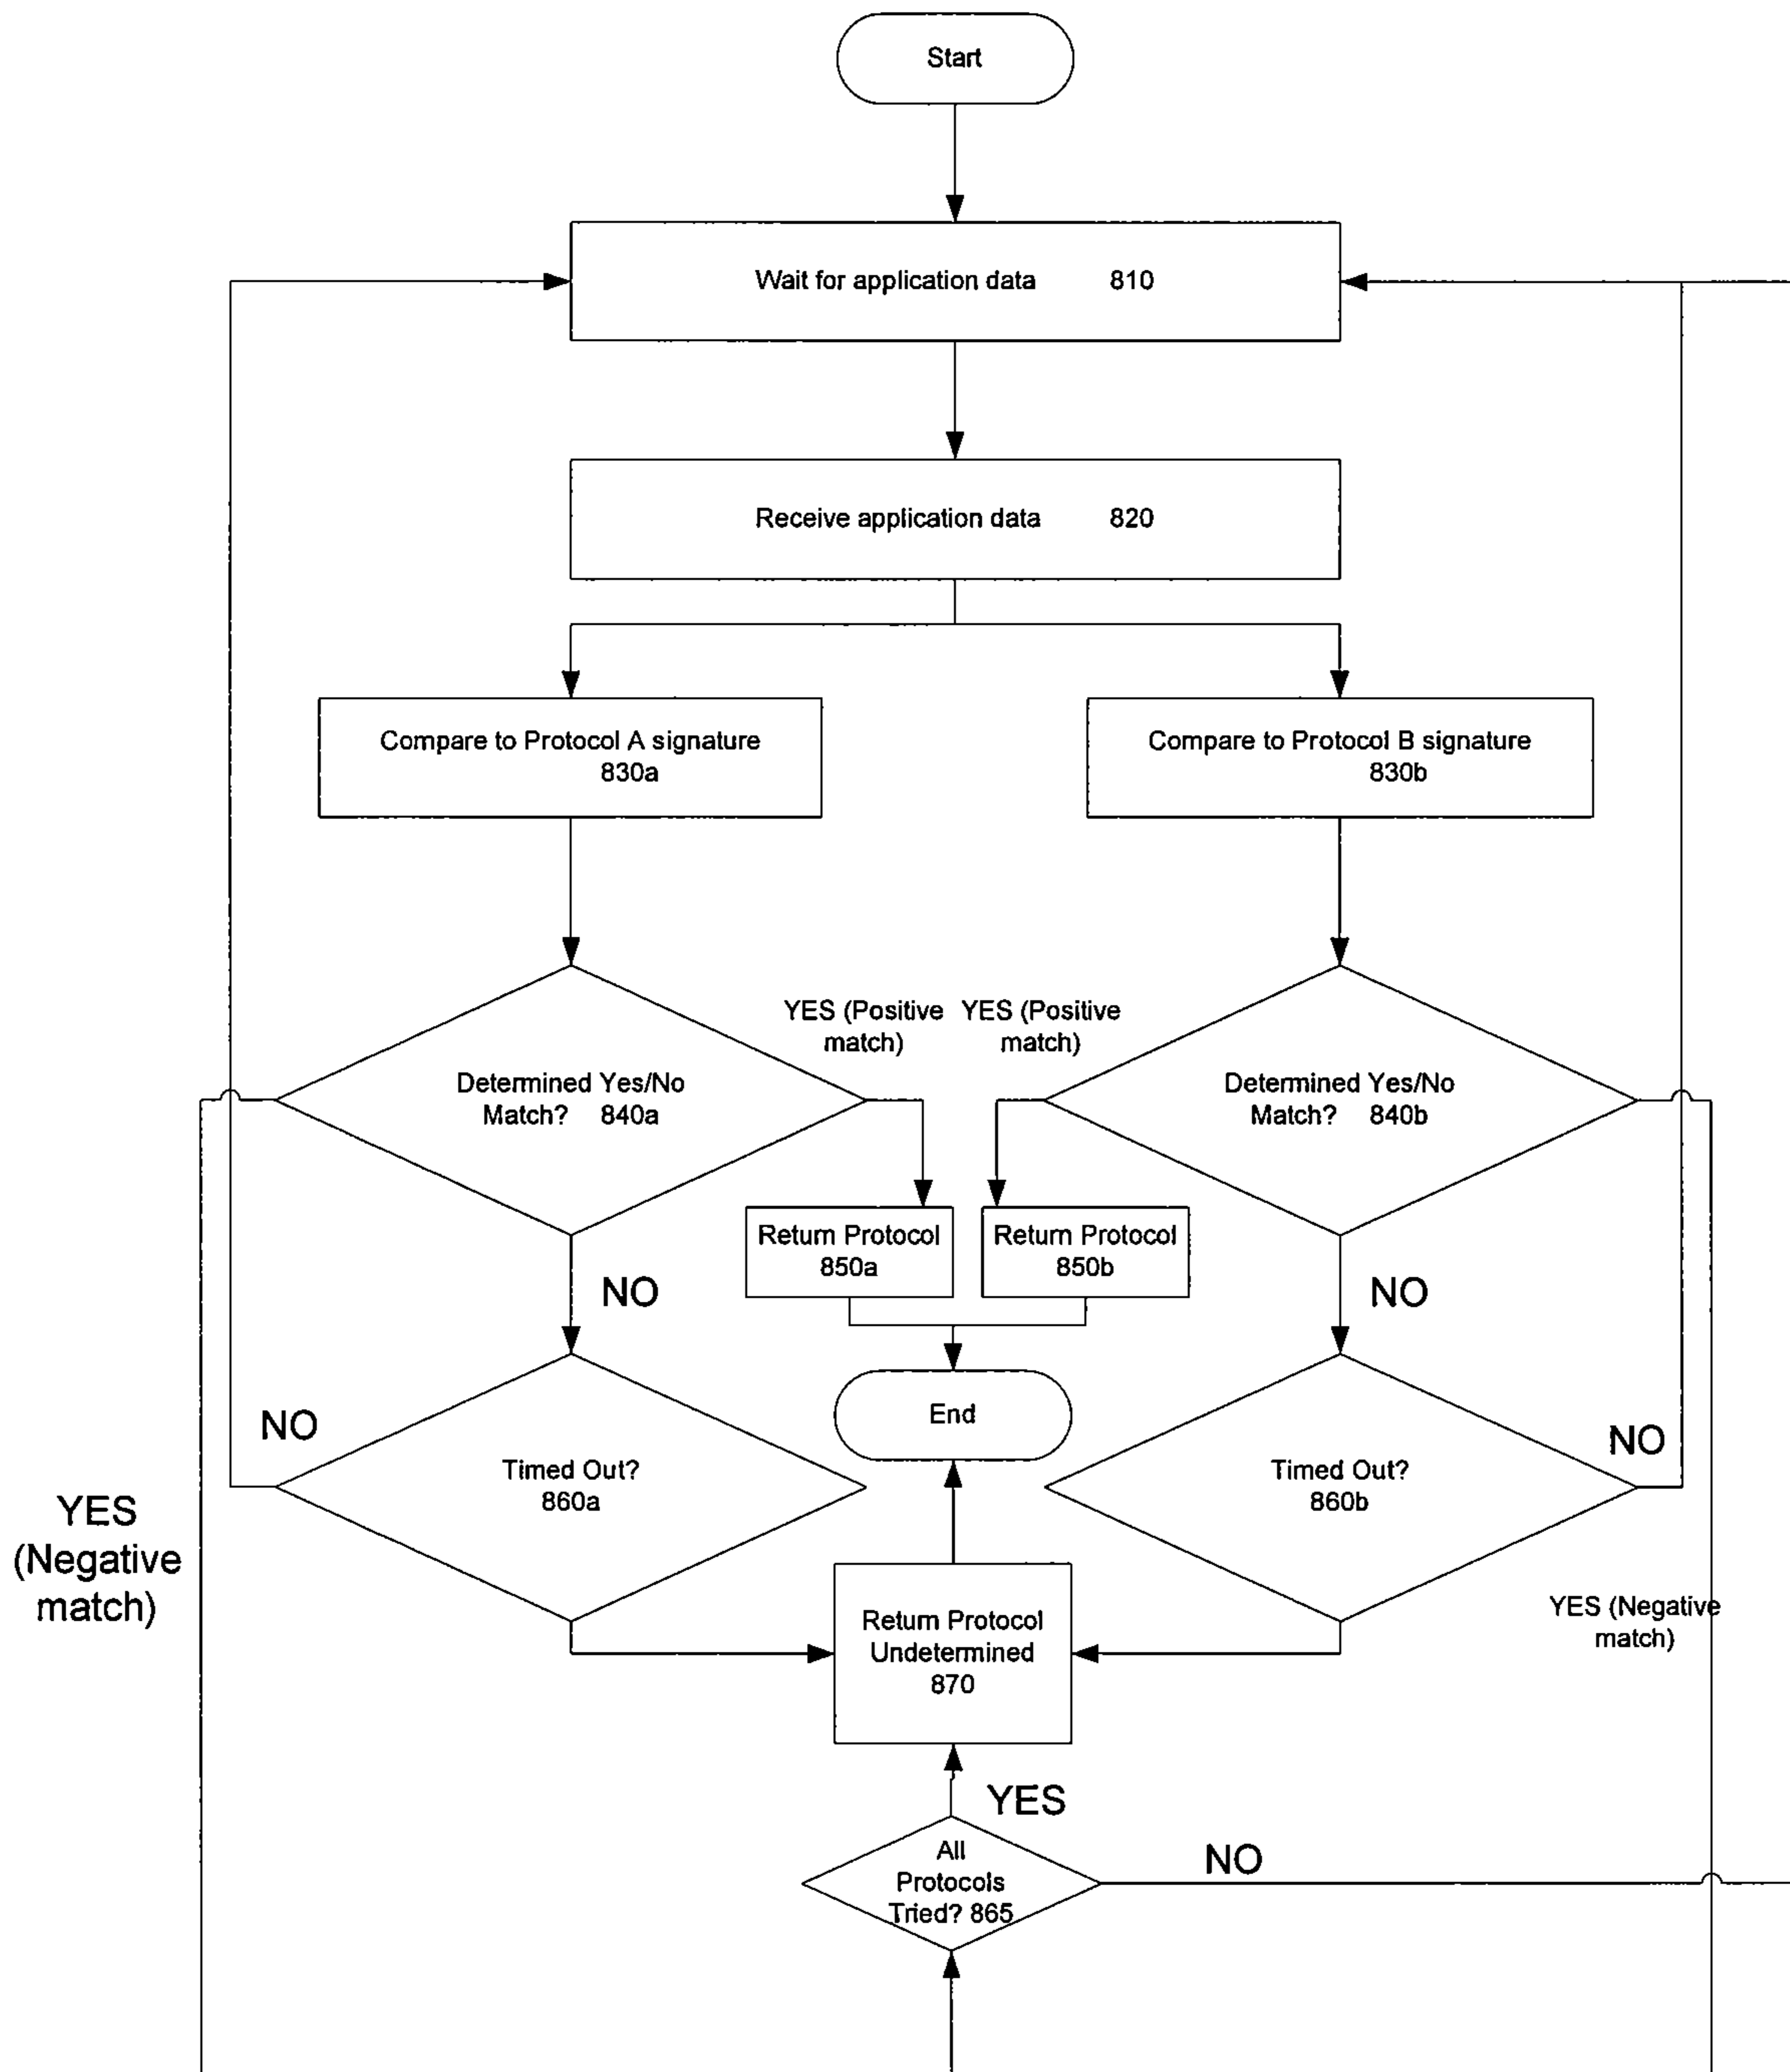 Start
Wait for application data 810
Receive application data 820
Compare to Protocol A signature
830a
Compare to Protocol B signature
830b
YES (Positive
match)
YES (Positive
match)
Determined Yes/No
Match? 840a
Determined Yes/No
Match? 840b
Return Protocol
850a
Return Protocol
850b
NO
NO
End
NO
NO
Timed Out?
860a
Timed Out?
860b
YES
(Negative
match)
YES (Negative
match)
Return Protocol
Undetermined
870
YES
All
Protocols
Tried? 865
NO